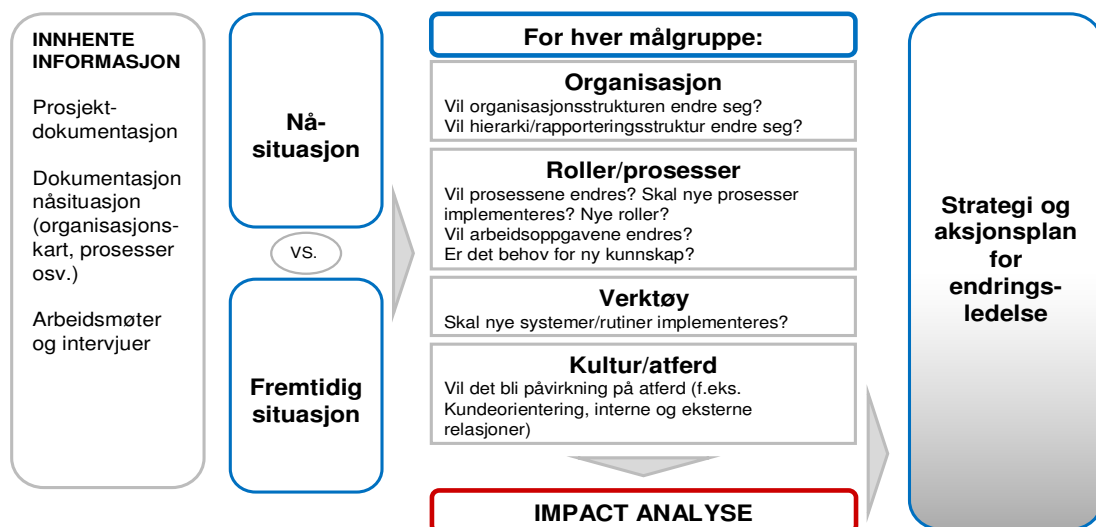 INNHENTE
INFORMASJON
Prosjekt-
dokumentasjon
Dokumentasjon
nåsituasjon
(organisasjons-
kart, prosesser
osv.)
Arbeidsmøter
og intervjuer
Nå-
situasjon
VS.
Fremtidig
situasjon
For hver målgruppe:
Organisasjon
Vil organisasjonsstrukturen endre seg?
Vil hierarki/rapporteringsstruktur endre seg?
Roller/prosesser
Vil prosessene endres? Skal nye prosesser
implementeres? Nye roller?
Vil arbeidsoppgavene endres?
Er det behov for ny kunnskap?
Verktøy
Skal nye systemer/rutiner implementeres?
Kultur/atferd
Vil det bli påvirkning på atferd (f.eks.
Kundeorientering, interne og eksterne
relasjoner)
IMPACT ANALYSE
Strategi og
aksjonsplan
for
endrings-
ledelse